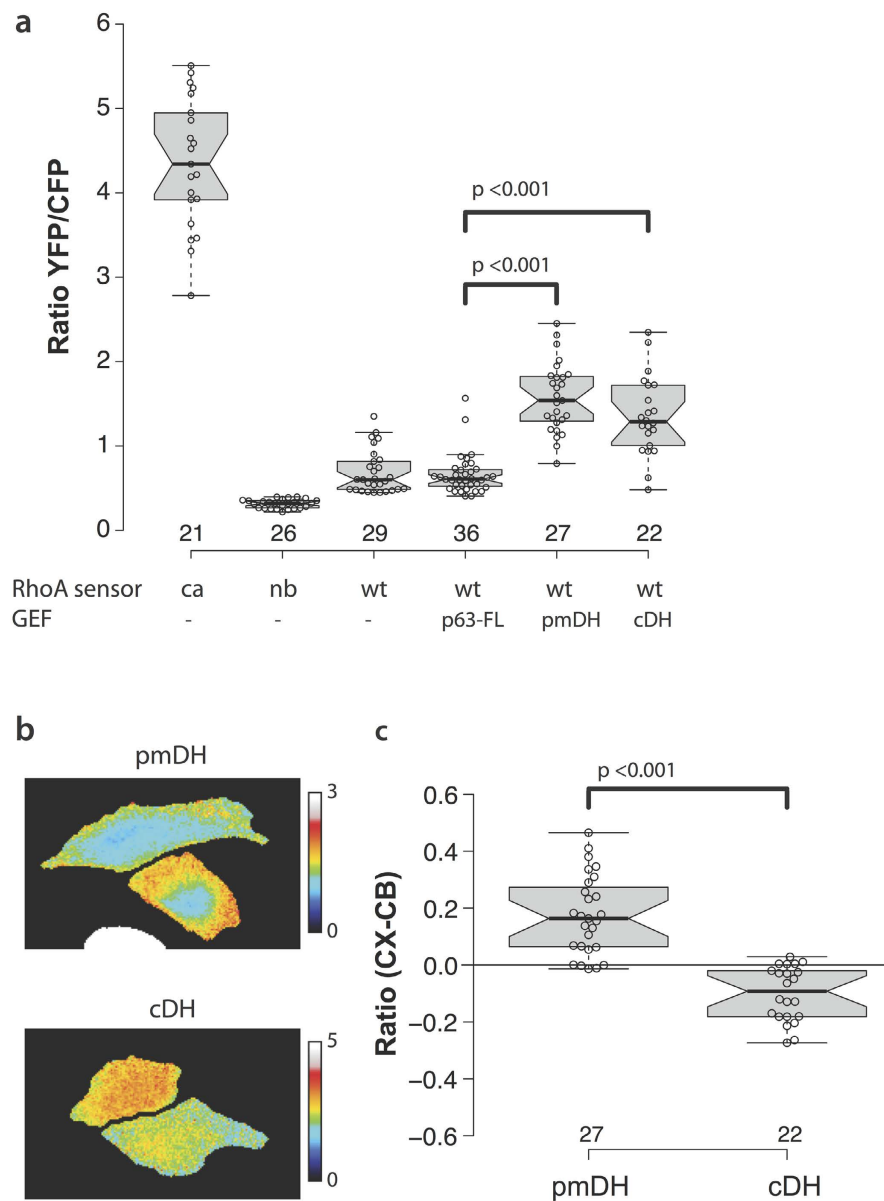 a
Ratio YFP/CFP
6
5
4
3
2
1
0
p <0.001
p <0.001
21 26 29 36 27 22
RhoA sensor ca nb wt wt wt wt
GEF - - - p63-FL pmDH cDH
b
pmDH
3
0
cDH
5
0
c
p <0.001
Ratio (CX-CB)
0.6
0.4
0.2
0.0
−0.2
−0.4
−0.6
27 22
pmDH cDH